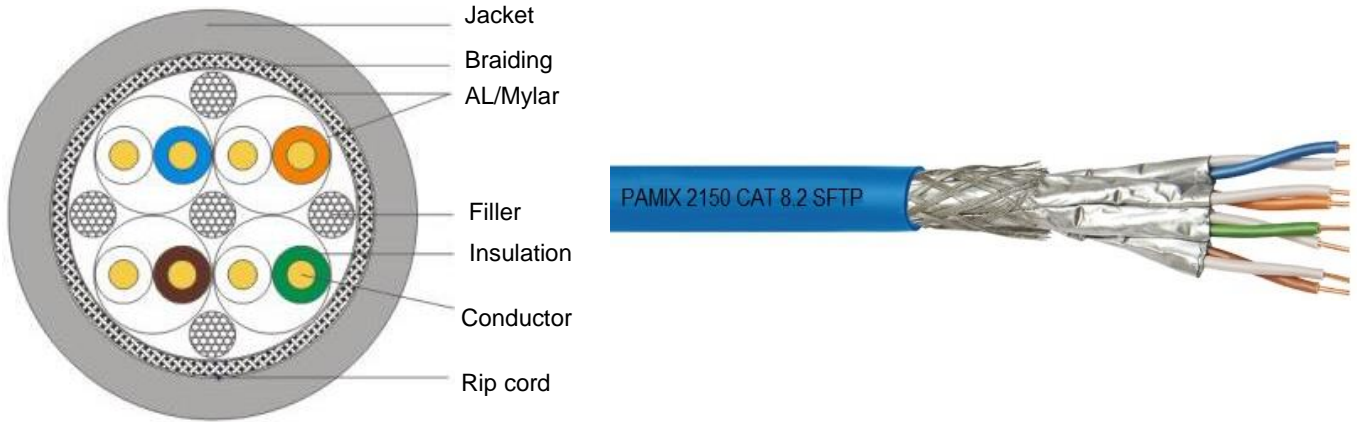 Jacket
Braiding
AL/Mylar
Filler
Insulation
Conductor
Rip cord
PAMIX 2150 CAT 8.2 SFTP